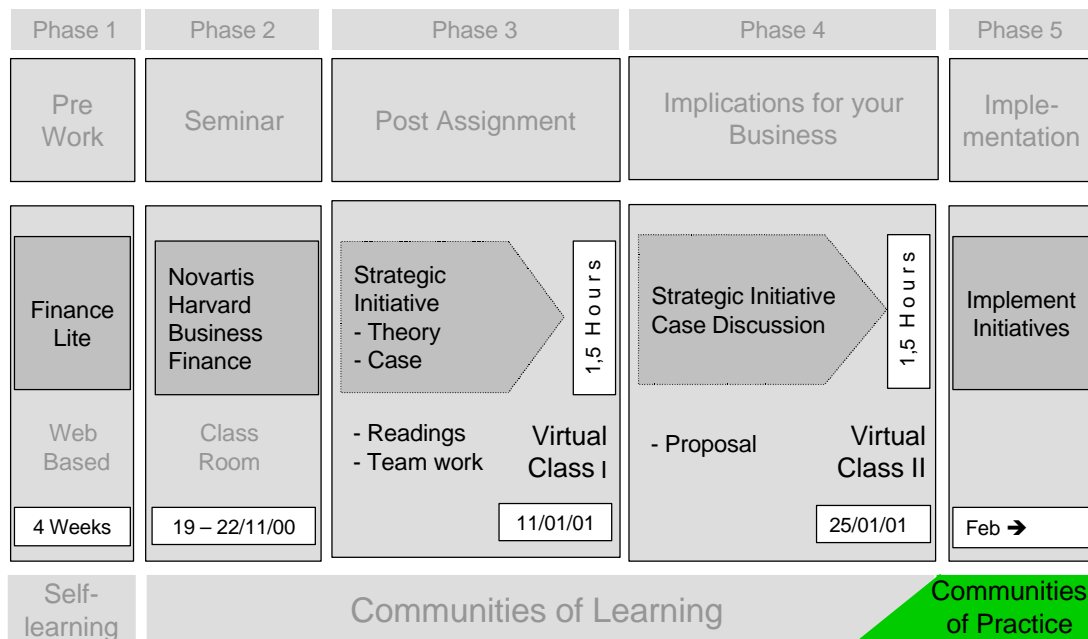 Phase 1
Phase 2
Phase 3
Phase 4
Phase 5
Pre
Work
Seminar
Post Assignment
Implications for your
Business
Imple-
mentation
Finance
Lite
Novartis
Harvard
Business
Finance
Strategic
Initiative
- Theory
- Case
1,5 Hours
Strategic Initiative
Case Discussion
1,5 Hours
Implement
Initiatives
Web
Based
Class
Room
- Readings
- Team work
Virtual
Class I
- Proposal
Virtual
Class II
4 Weeks
19 – 22/11/00
11/01/01
25/01/01
Feb ➔
Self-
learning
Communities of Learning
Communities
of Practice